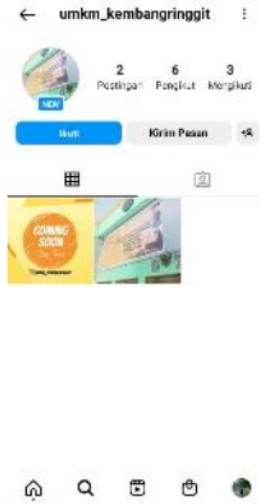 umkm_kembangringgit
2 6 3
Postingan Pengikut Mengikuti
NEW
Ikuti Kirim Pesan
COMING
SOON